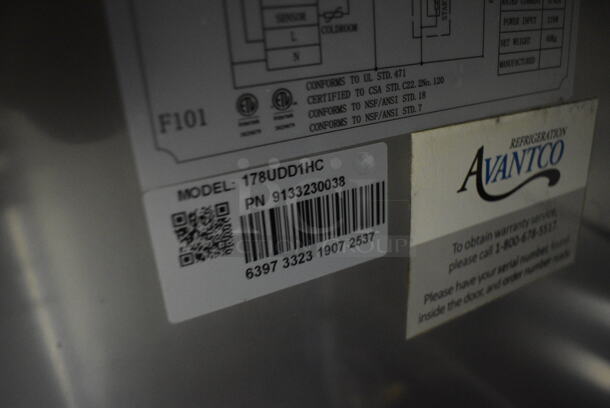 SENSOR
L
N
COLDROOM
POWER INPUT 115W
NET WEIGHT
MANUFACTURED
CONFORMS TO UL STD.471
CERTIFIED TO CSA STD.C22.2No.120
CONFORMS TO NSF/ANSI STD.18
CONFORMS TO NSF/ANSI STD.7
F101
MODEL: 178UDD1HC
PN 9133230038
6397 3323 1907 2537
REFRIGERATION
AVANTCO
To obtain warranty service,
please call 1-800-678-5517
Please have your serial number, found
inside the door, and order number ready